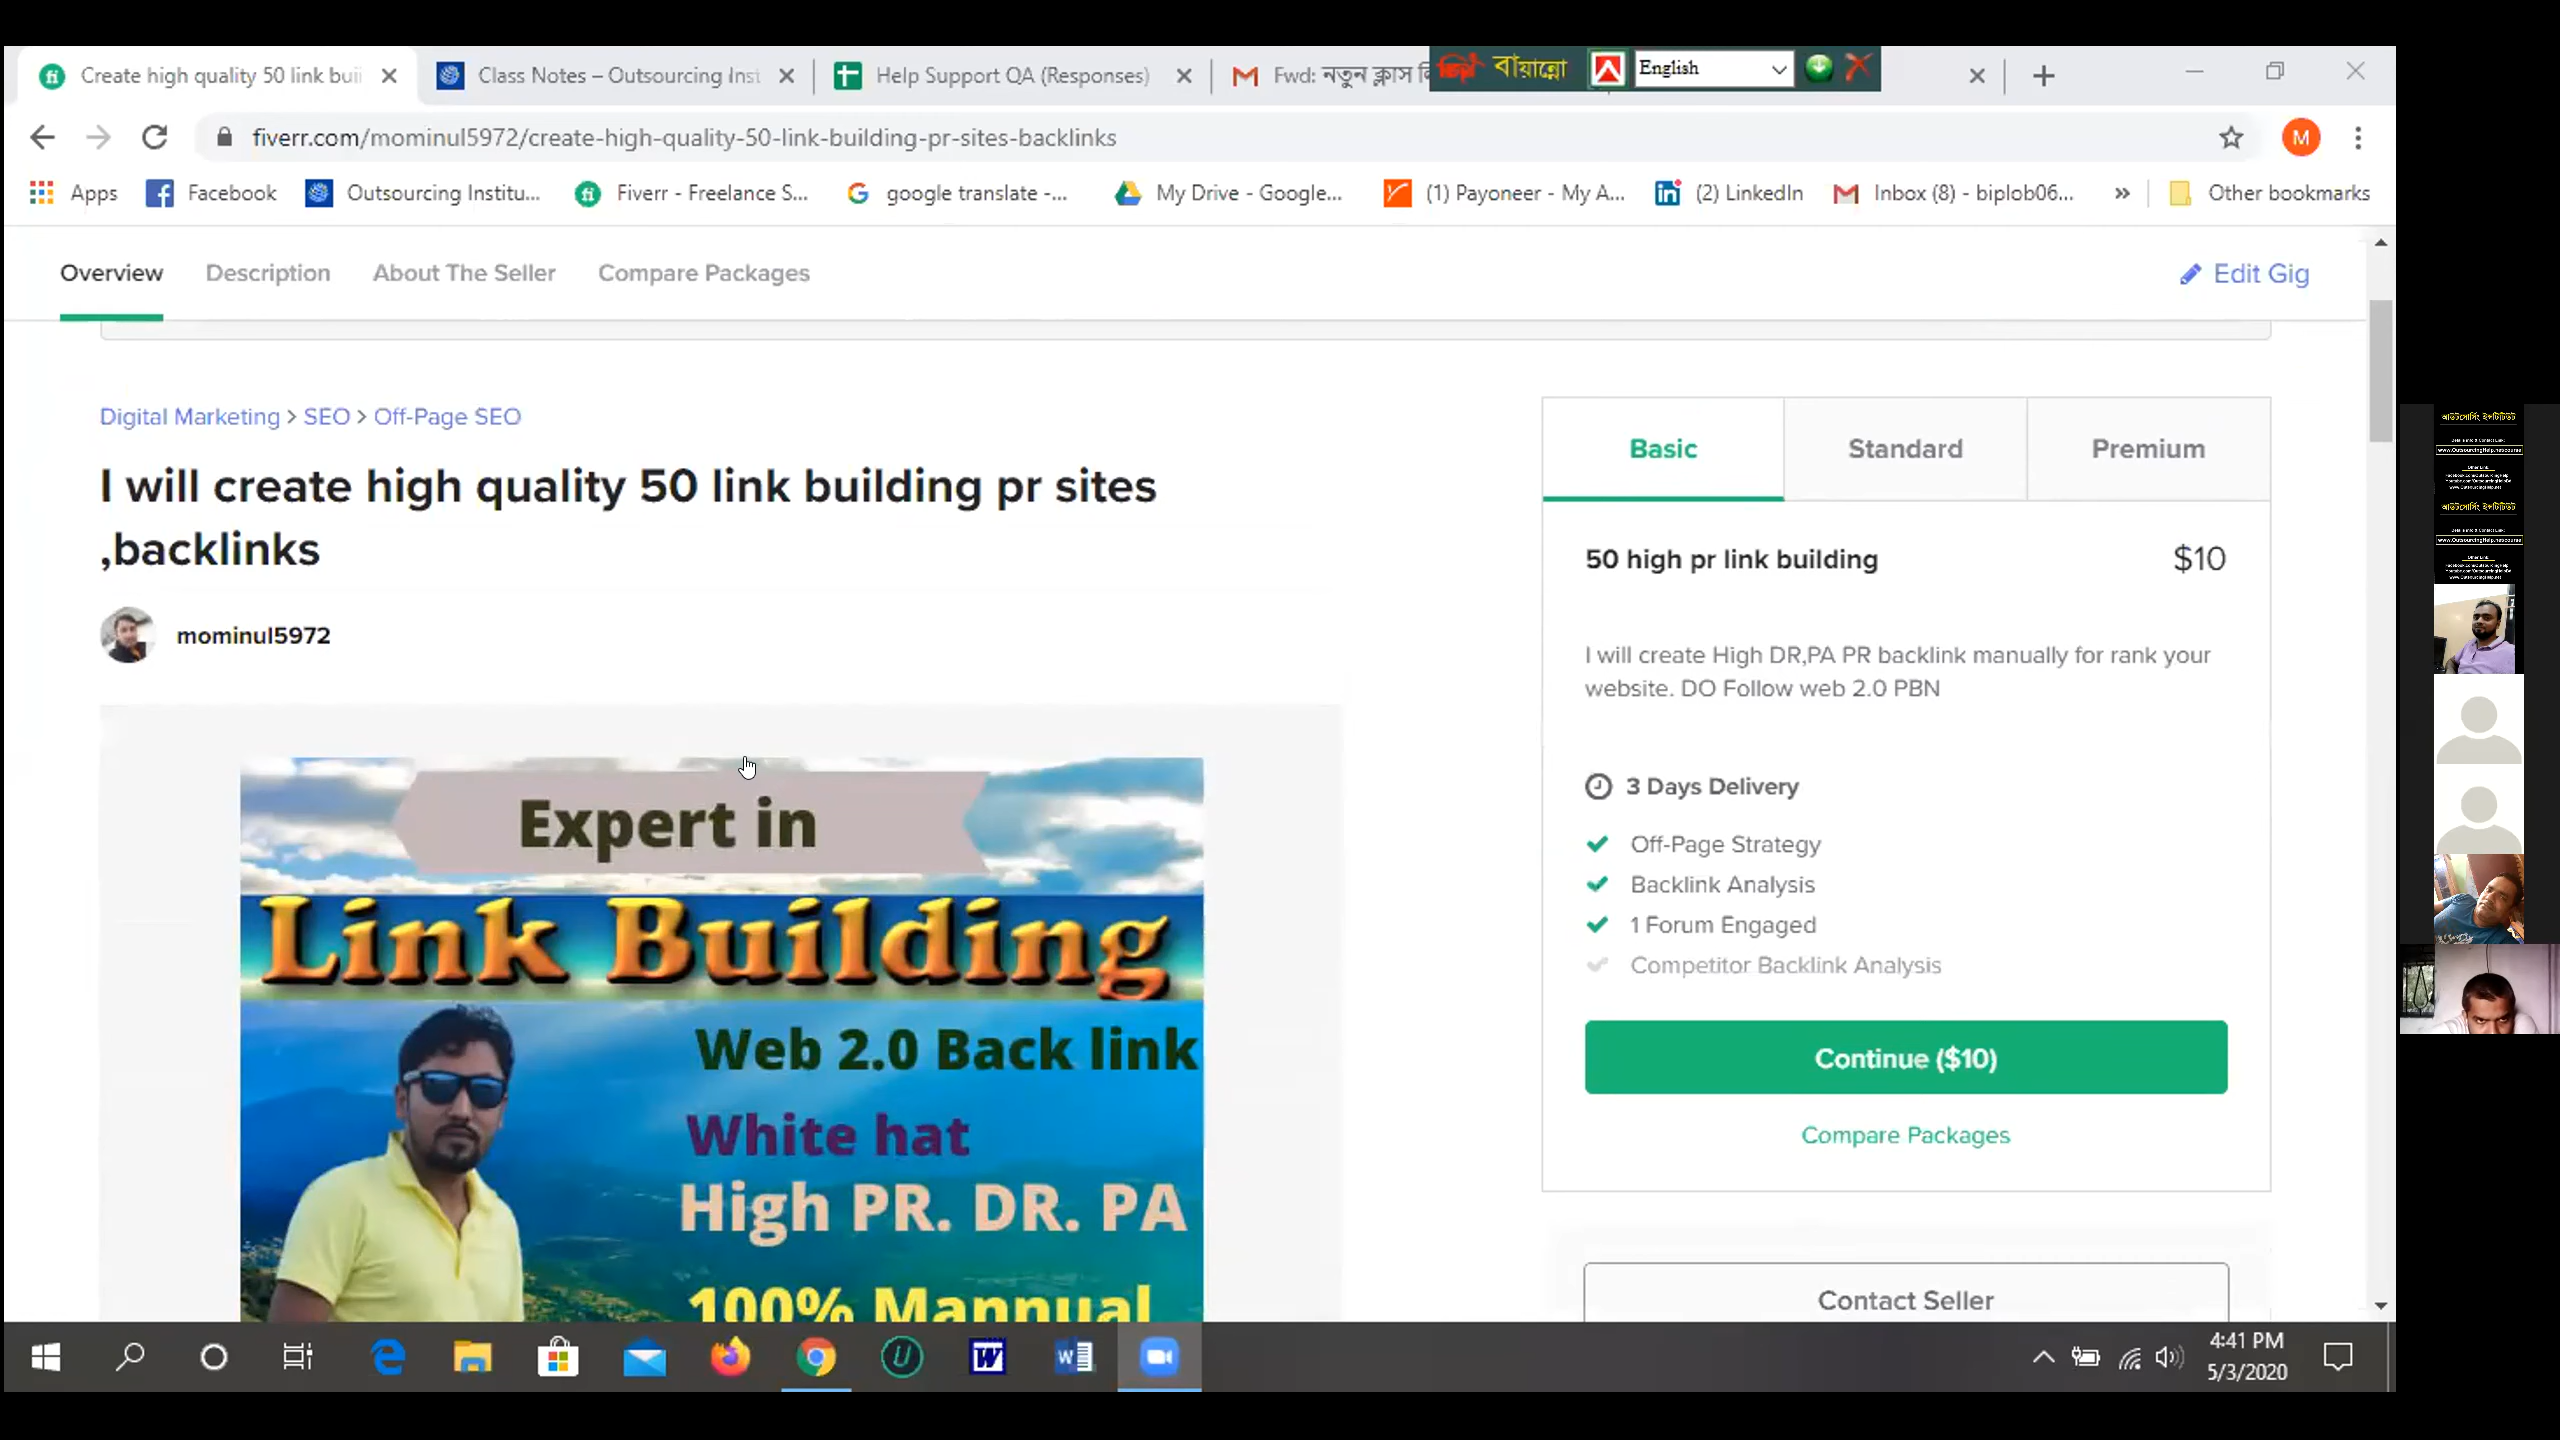 Create high quality 50 link buil
Class Notes – Outsourcing Inst
Help Support QA (Responses)
Fwd: নতুন ক্লাস
বায়ান্নো
English
fiverr.com/mominul5972/create-high-quality-50-link-building-pr-sites-backlinks
M
Apps
Facebook
Outsourcing Institu...
Fiverr - Freelance S...
google translate -...
My Drive - Google...
(1) Payoneer - My A...
(2) LinkedIn
Inbox (8) - biplob06...
»
Other bookmarks
Overview
Description
About The Seller
Compare Packages
Edit Gig
Digital Marketing > SEO > Off-Page SEO
I will create high quality 50 link building pr sites
,backlinks
mominul5972
Expert in
Link Building
Web 2.0 Back link
White hat
High PR. DR. PA
100% Mannual
Basic
Standard
Premium
50 high pr link building
$10
I will create High DR,PA PR backlink manually for rank your
website. DO Follow web 2.0 PBN
3 Days Delivery
Off-Page Strategy
Backlink Analysis
1 Forum Engaged
Competitor Backlink Analysis
Continue ($10)
Compare Packages
Contact Seller
4:41 PM
5/3/2020